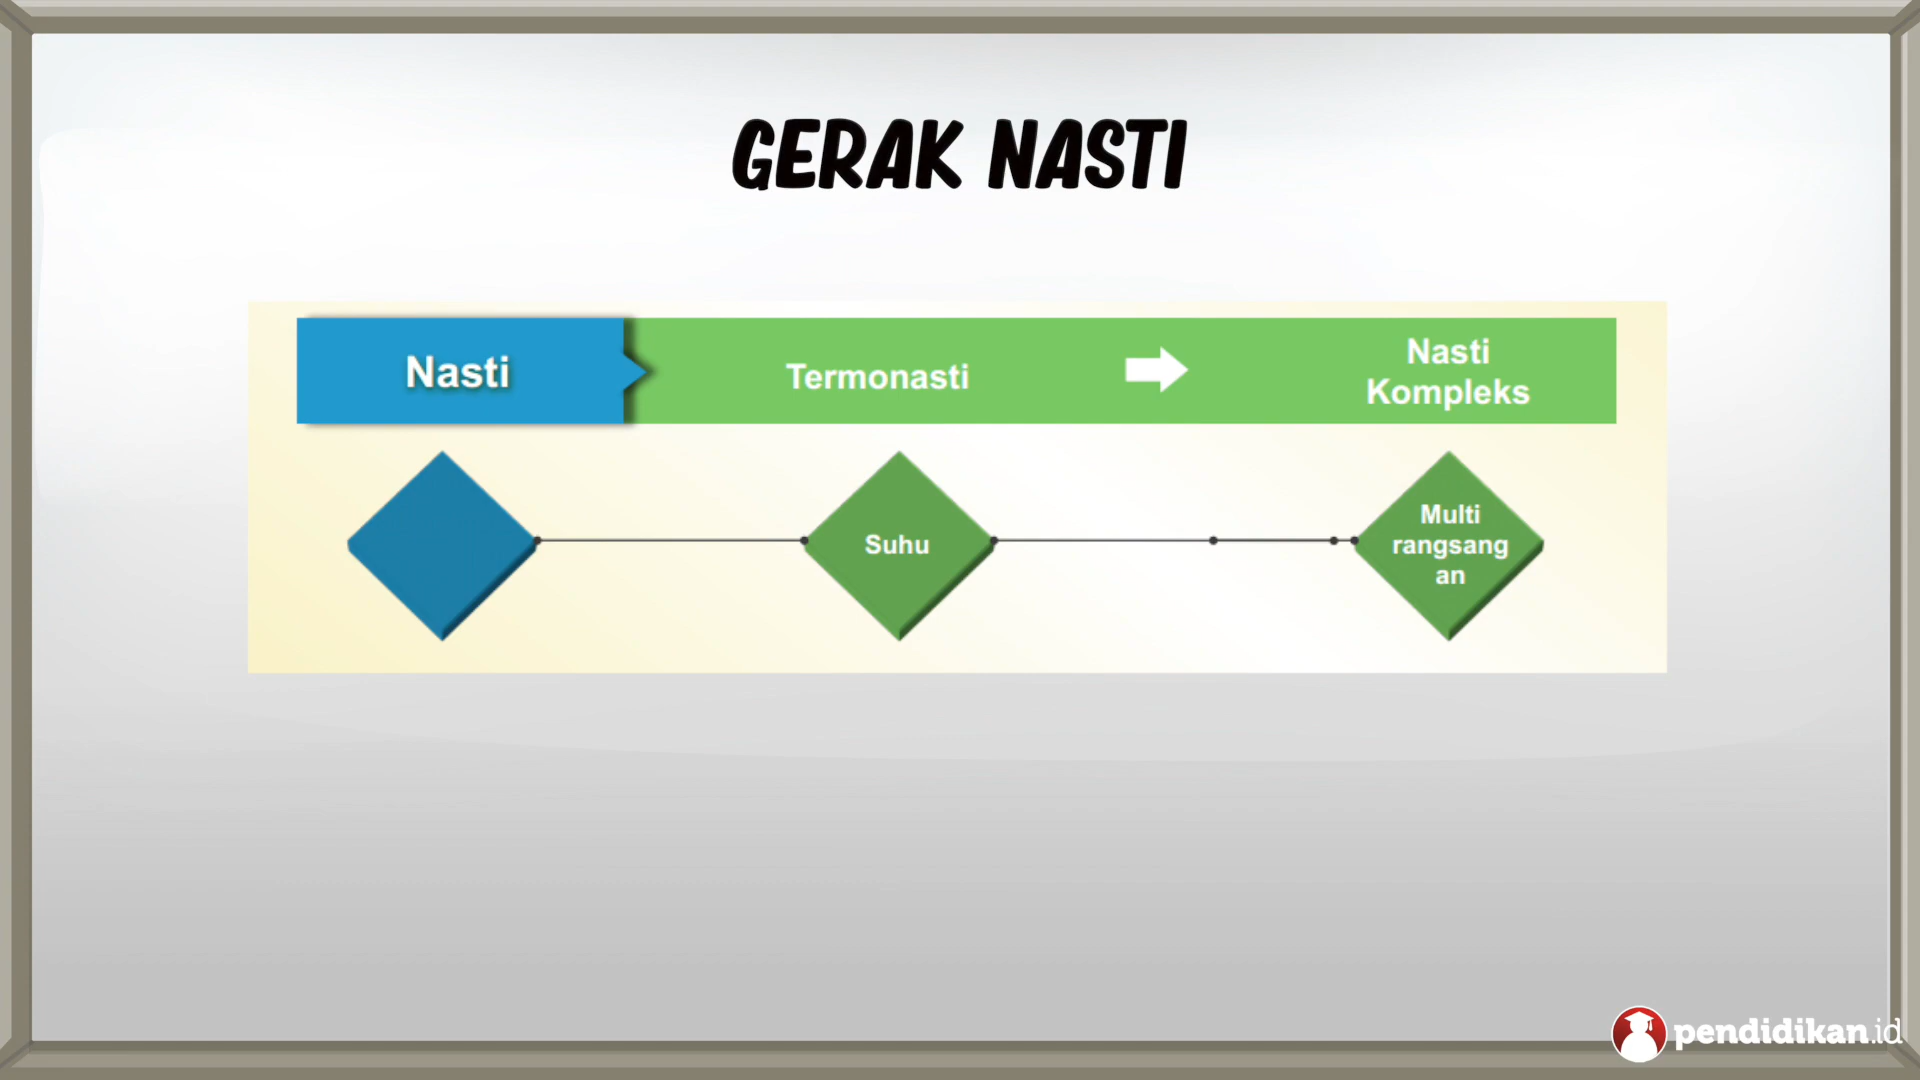 GERAK NASTI
Nasti
Termonasti
Nasti
Kompleks
Suhu
Multi
rangsang
an
pendidikan.id